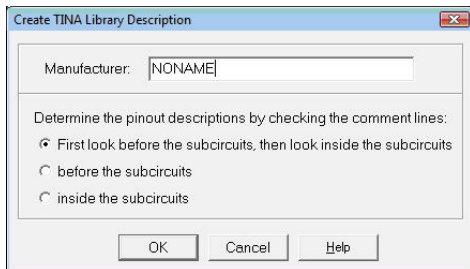 Create TINA Library Description
Manufacturer: NONAME
Determine the pinout descriptions by checking the comment lines:
First look before the subcircuits, then look inside the subcircuits
before the subcircuits
inside the subcircuits
OK Cancel Help